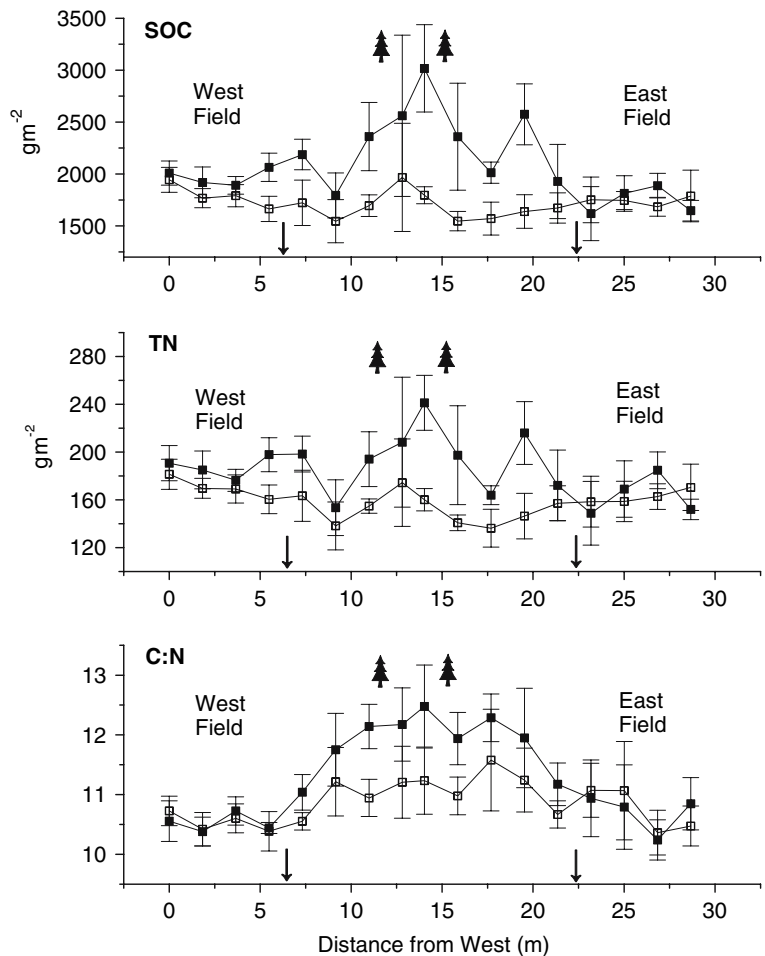 SOC
3500
3000
2500
2000
1500
gm⁻²
West
Field
East
Field
0 5 10 15 20 25 30
TN
280
240
200
160
120
gm⁻²
West
Field
East
Field
0 5 10 15 20 25 30
C:N
13
12
11
10
West
Field
East
Field
0 5 10 15 20 25 30
Distance from West (m)